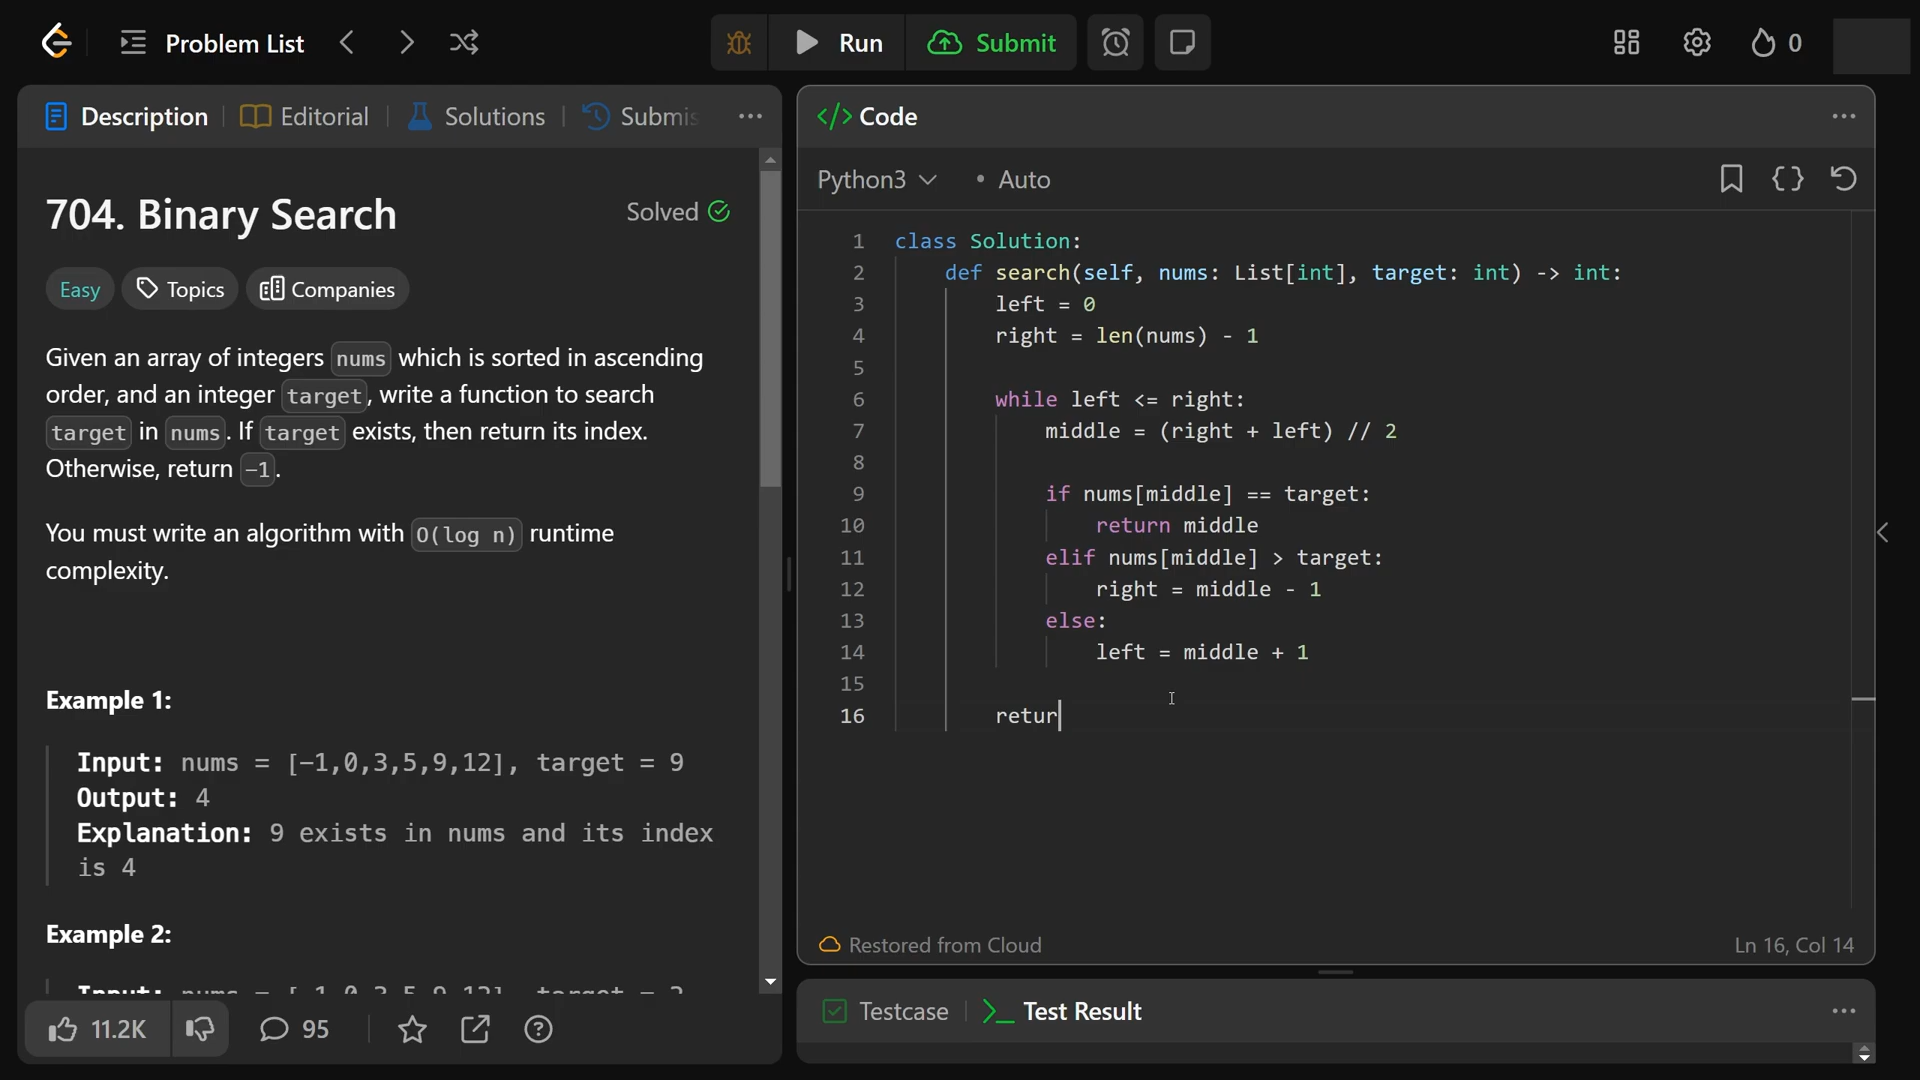 Problem List
Run
Submit
0
Description
Editorial
Solutions
Submis
704. Binary Search
Solved
Easy
Topics
Companies
Given an array of integers nums which is sorted in ascending
order, and an integer target, write a function to search
target in nums. If target exists, then return its index.
Otherwise, return -1.
You must write an algorithm with O(log n) runtime
complexity.
Example 1:
Input: nums = [-1,0,3,5,9,12], target = 9
Output: 4
Explanation: 9 exists in nums and its index
is 4
Example 2:
11.2K
95
</> Code
Python3
• Auto
1 class Solution:
2 def search(self, nums: List[int], target: int) -> int:
3 left = 0
4 right = len(nums) - 1
5
6 while left <= right:
7 middle = (right + left) // 2
8
9 if nums[middle] == target:
10 return middle
11 elif nums[middle] > target:
12 right = middle - 1
13 else:
14 left = middle + 1
15
16 retur
Restored from Cloud
Ln 16, Col 14
Testcase
Test Result